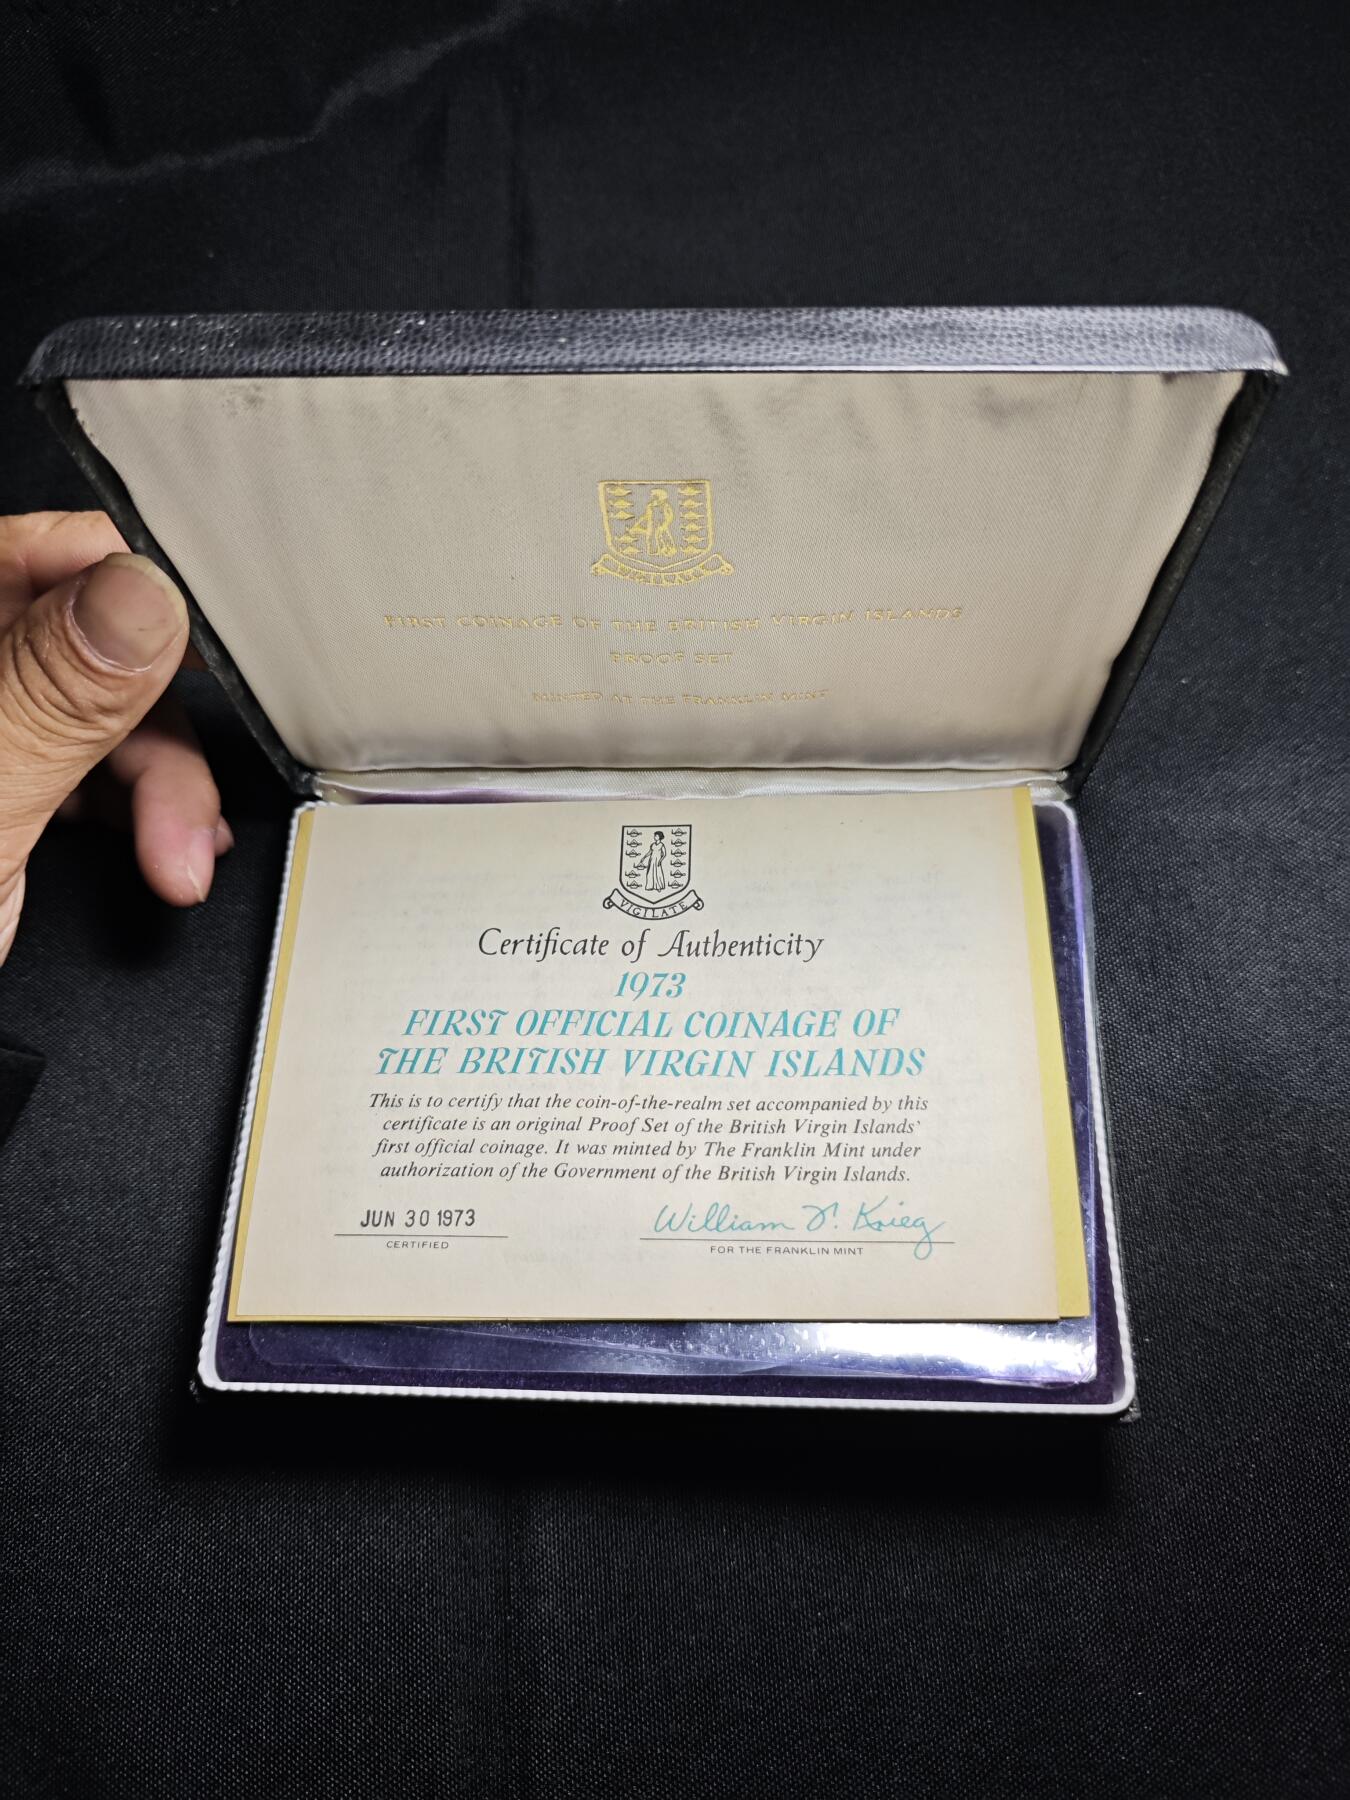 VIGILATE
FIRST COINAGE OF THE BRITISH VIRGIN ISLANDS
PROOF SET
MINTED AT THE FRANKLIN MINT
VIGILATE
Certificate of Authenticity
1973
FIRST OFFICIAL COINAGE OF
THE BRITISH VIRGIN ISLANDS
This is to certify that the coin-of-the-realm set accompanied by this
certificate is an original Proof Set of the British Virgin Islands'
first official coinage. It was minted by The Franklin Mint under
authorization of the Government of the British Virgin Islands.
JUN 30 1973
CERTIFIED
William T. Krieg
FOR THE FRANKLIN MINT